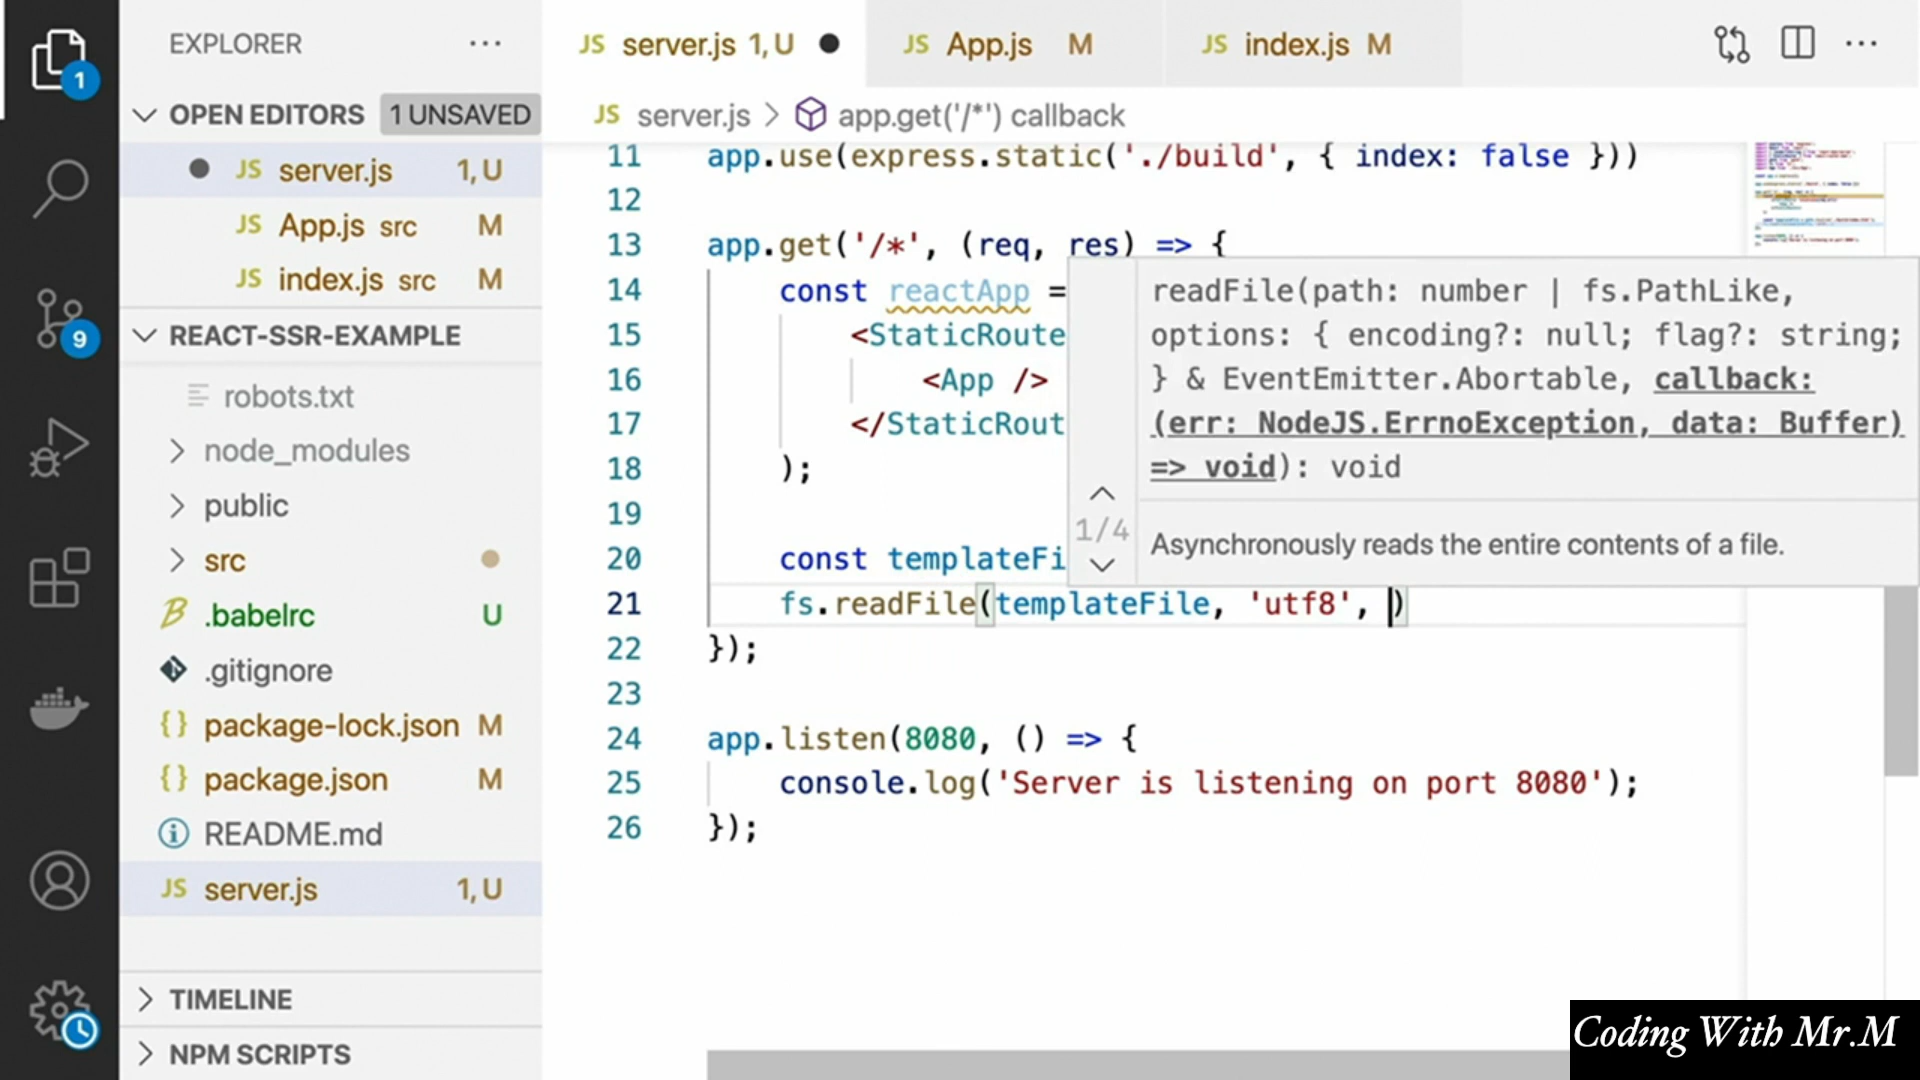 EXPLORER
OPEN EDITORS 1 UNSAVED
JS server.js 1, U
JS App.js src M
JS index.js src M
REACT-SSR-EXAMPLE
robots.txt
node_modules
public
src
.babelrc U
.gitignore
{} package-lock.json M
{} package.json M
README.md
JS server.js 1, U
TIMELINE
NPM SCRIPTS
1
9
JS server.js 1, U
JS App.js M
JS index.js M
JS server.js > app.get('/*') callback
11 app.use(express.static('./build', { index: false }))
12
13 app.get('/*', (req, res) => {
14 const reactApp =
15 <StaticRoute
16 <App />
17 </StaticRout
18 );
19
20 const templateFi
21 fs.readFile(templateFile, 'utf8', )
22 });
23
24 app.listen(8080, () => {
25 console.log('Server is listening on port 8080');
26 });
readFile(path: number | fs.PathLike,
options: { encoding?: null; flag?: string;
} & EventEmitter.Abortable, callback:
(err: NodeJS.ErrnoException, data: Buffer)
=> void): void
1/4
Asynchronously reads the entire contents of a file.
Coding With Mr.M